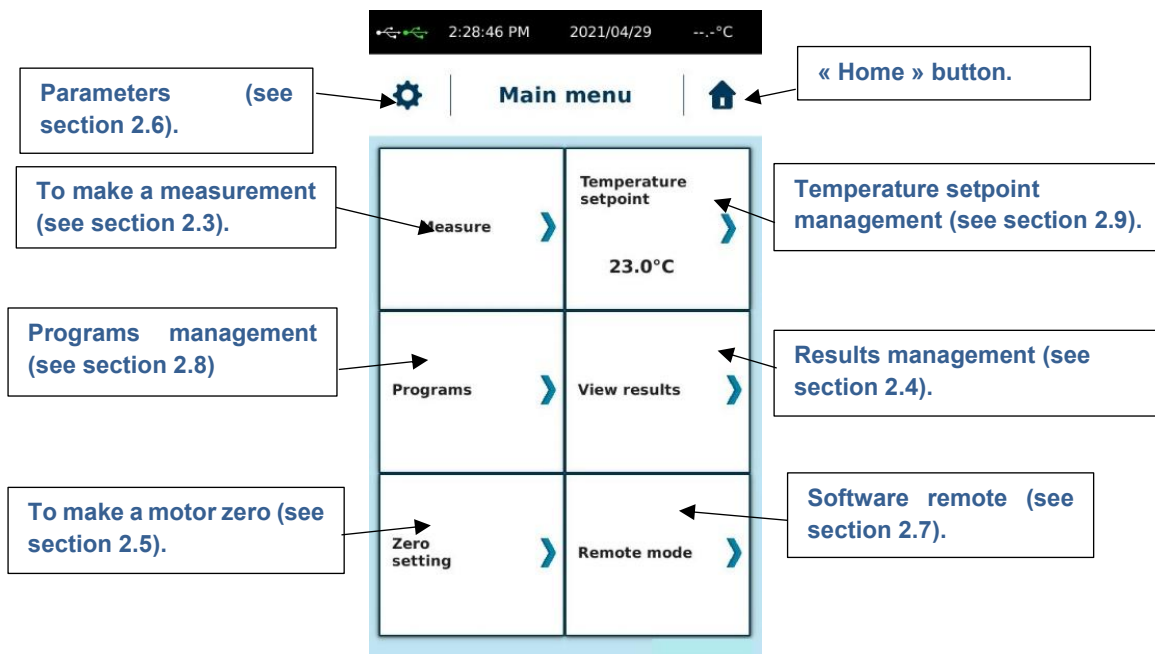 2:28:46 PM 2021/04/29 --.-°C
« Home » button.
Parameters (see
section 2.6).
Main menu
To make a measurement
(see section 2.3).
Measure
Temperature
setpoint
23.0°C
Temperature setpoint
management (see section 2.9).
Programs management
(see section 2.8)
Programs
View results
Results management (see
section 2.4).
To make a motor zero (see
section 2.5).
Zero
setting
Remote mode
Software remote (see
section 2.7).